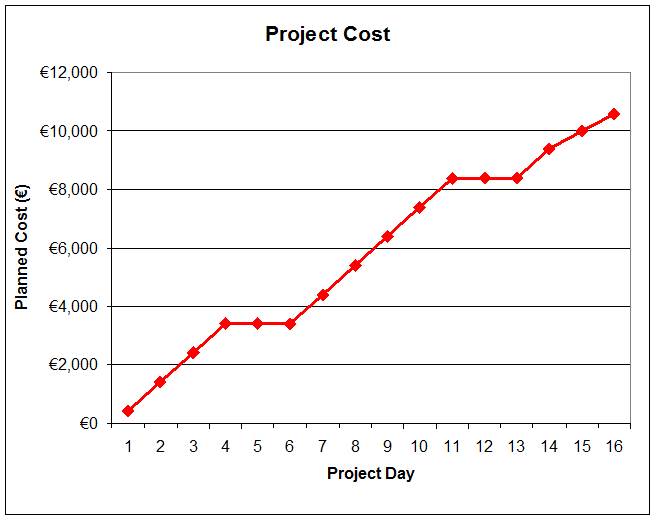 Project Cost
€12,000
€10,000
€8,000
€6,000
€4,000
€2,000
€0
Planned Cost (€)
1 2 3 4 5 6 7 8 9 10 11 12 13 14 15 16
Project Day